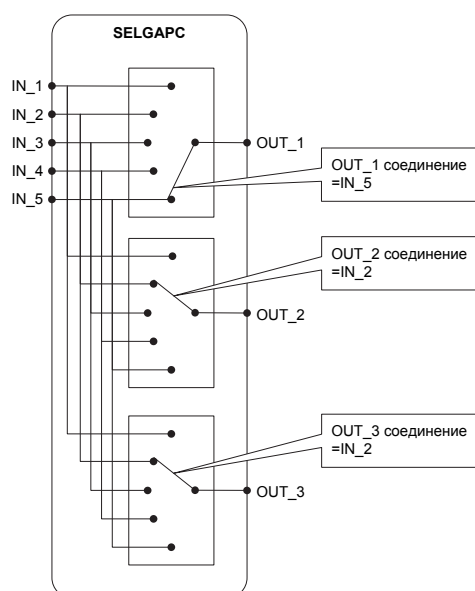 SELGAPC
IN_1
IN_2
IN_3
IN_4
IN_5
OUT_1
OUT_1 соединение
=IN_5
OUT_2 соединение
=IN_2
OUT_2
OUT_3 соединение
=IN_2
OUT_3